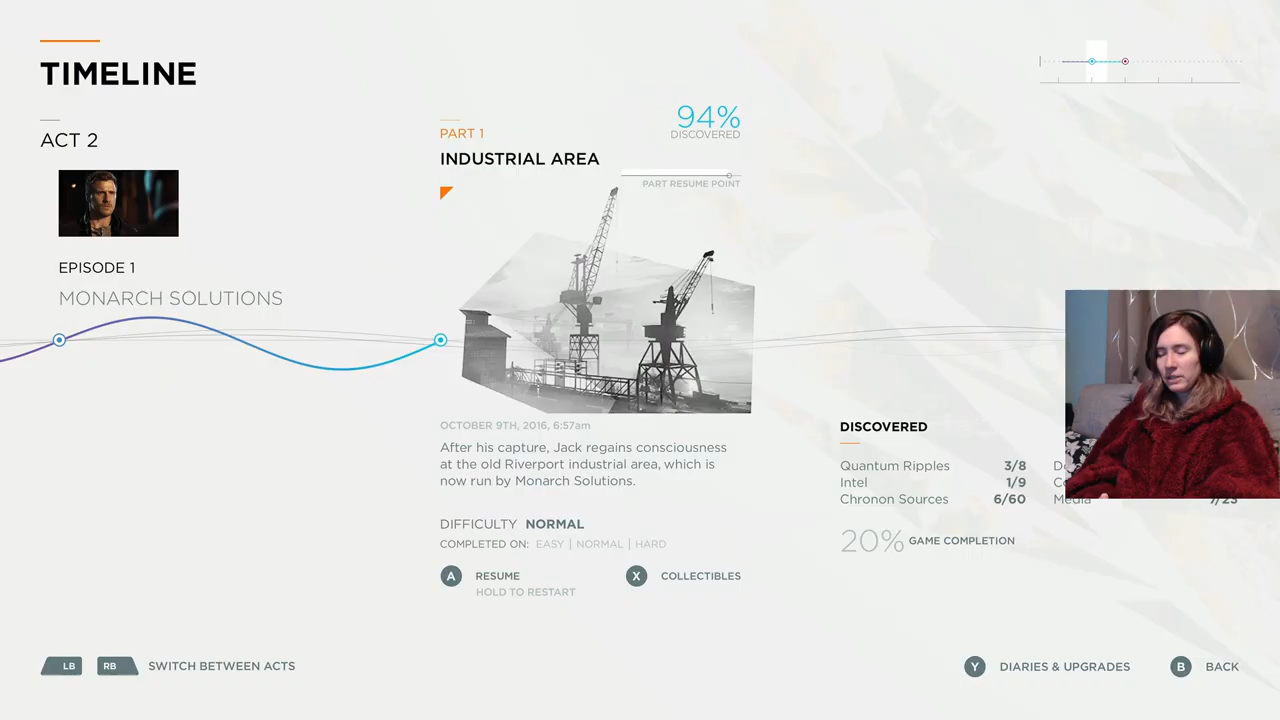 TIMELINE
ACT 2
EPISODE 1
MONARCH SOLUTIONS
PART 1
94%
DISCOVERED
INDUSTRIAL AREA
PART RESUME POINT
OCTOBER 9TH, 2016, 6:57am
After his capture, Jack regains consciousness
at the old Riverport industrial area, which is
now run by Monarch Solutions.
DIFFICULTY NORMAL
COMPLETED ON: EASY | NORMAL | HARD
A RESUME
HOLD TO RESTART
X COLLECTIBLES
DISCOVERED
Quantum Ripples 3/8
Intel 1/9
Chronon Sources 6/60
Media 7/23
20% GAME COMPLETION
LB RB SWITCH BETWEEN ACTS
Y DIARIES & UPGRADES
B BACK